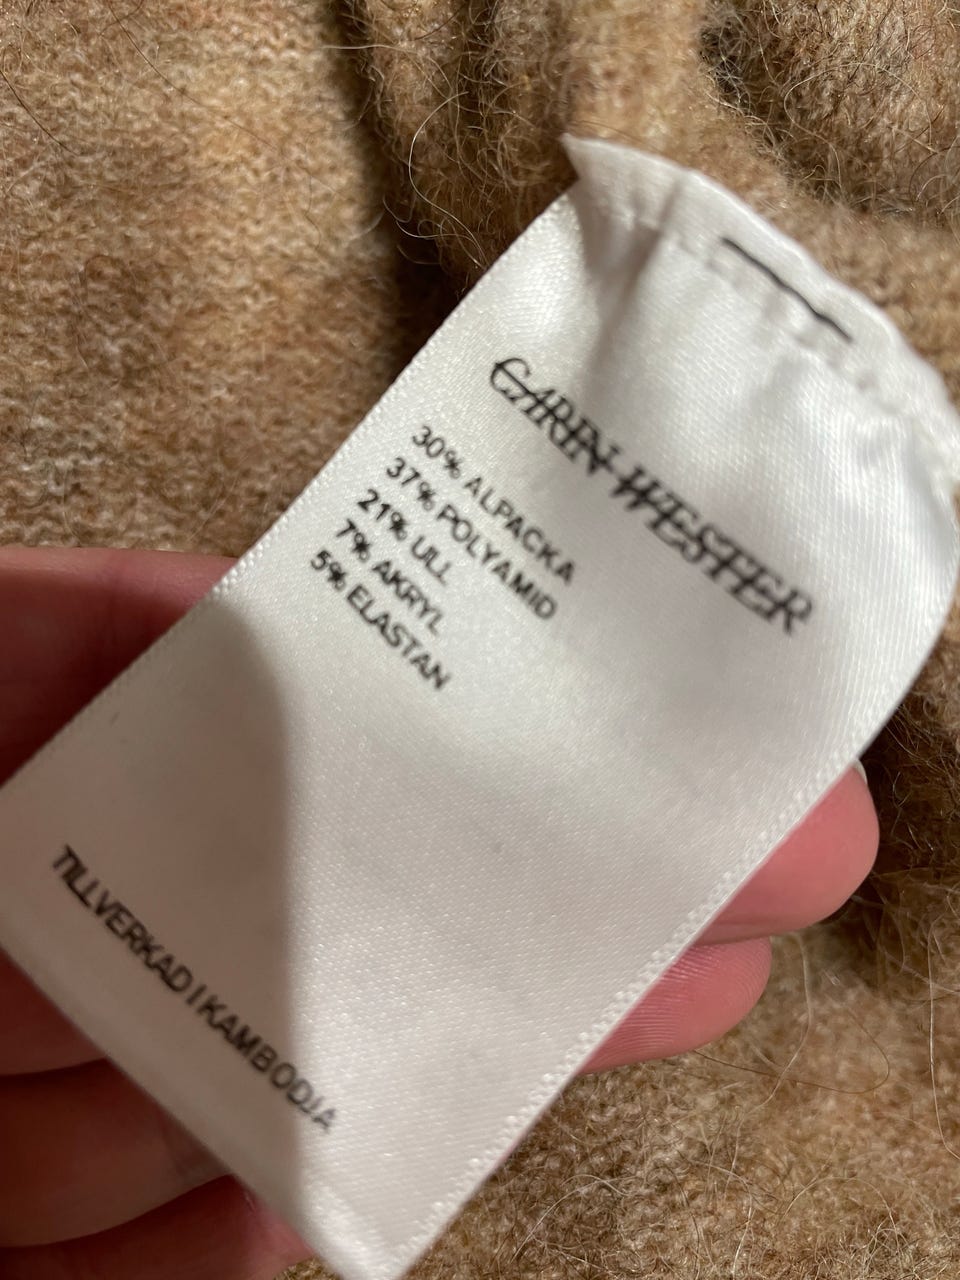 CARIN WESTER
30% ALPACKA
37% POLYAMID
21% ULL
7% AKRYL
5% ELASTAN
TILLVERKAD I KAMBODJA